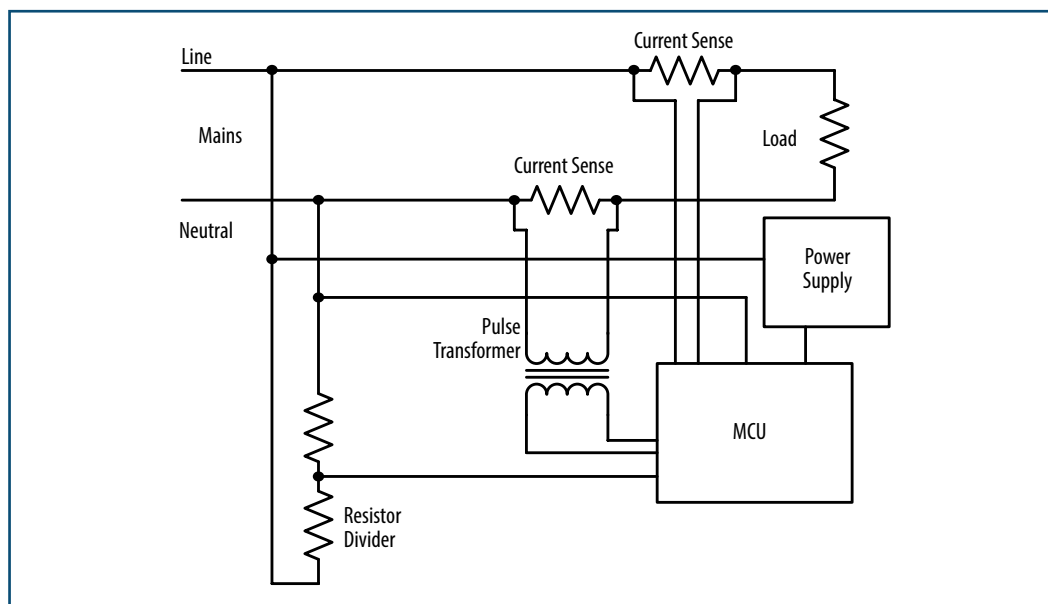 Current Sense
Line
Mains
Load
Current Sense
Neutral
Power
Supply
Pulse
Transformer
MCU
Resistor
Divider